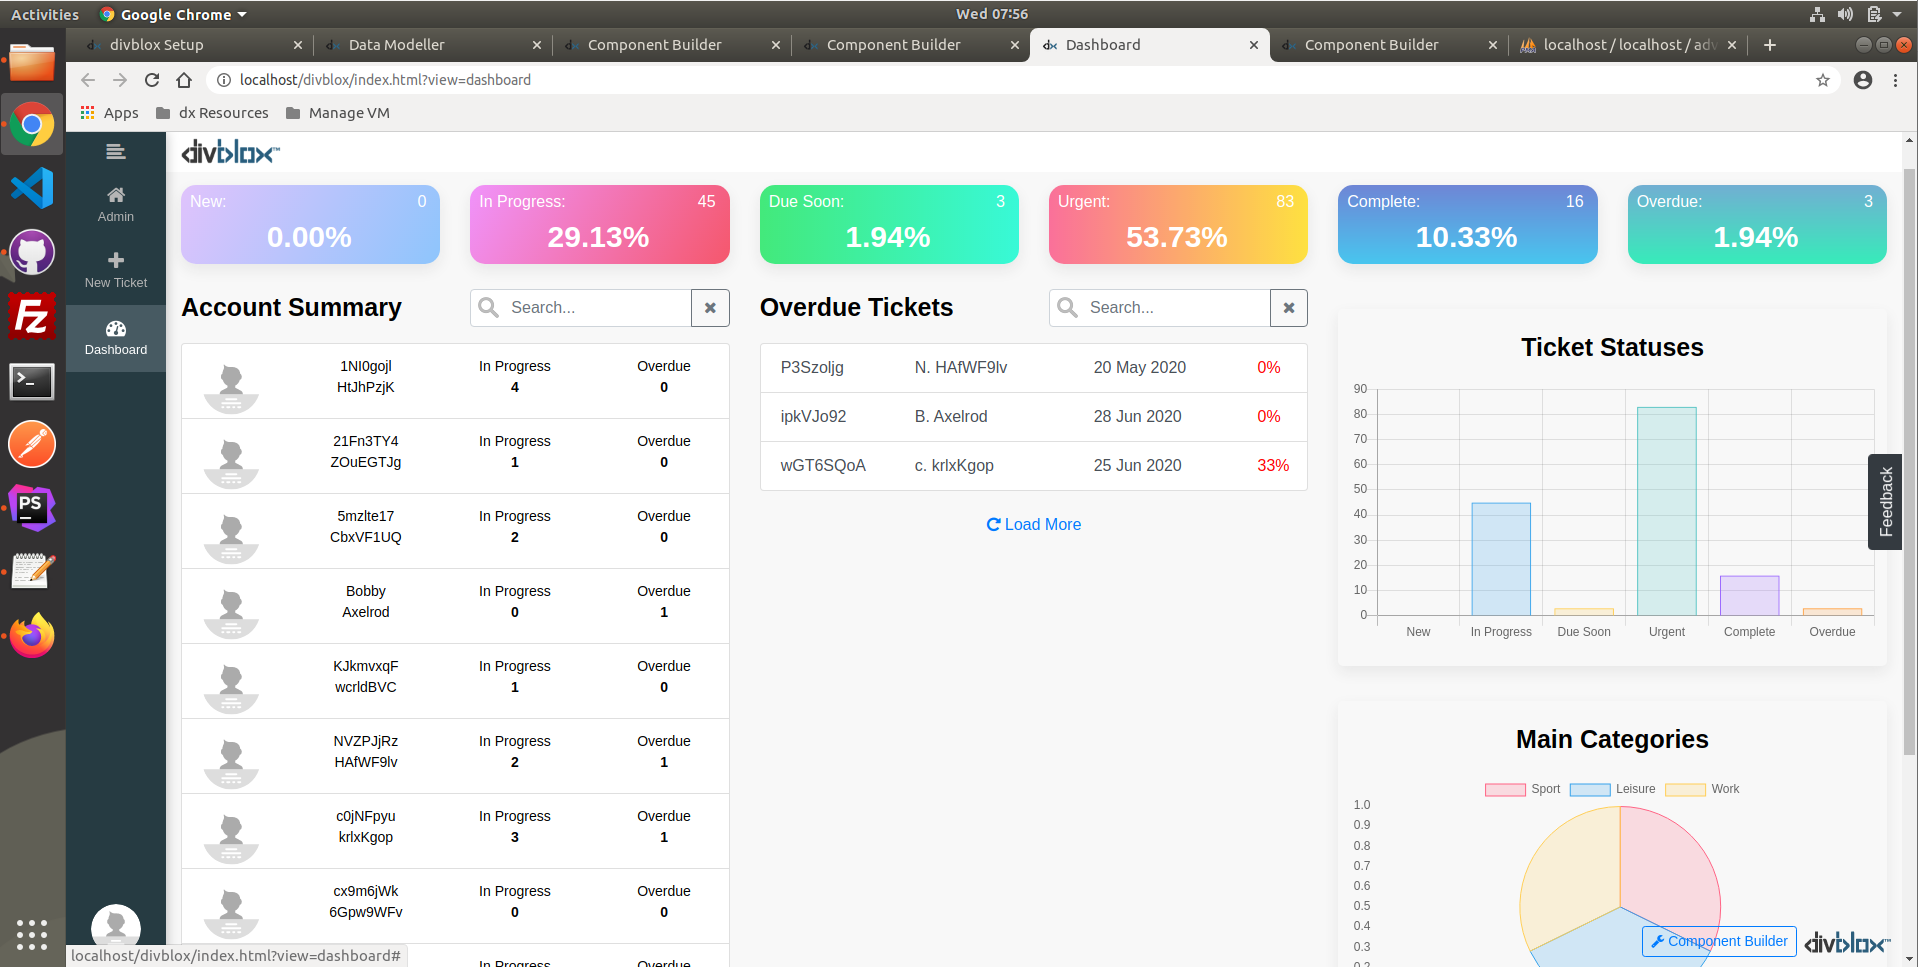 Activities
Google Chrome
Wed 07:56
divblox Setup
Data Modeller
Component Builder
Component Builder
Dashboard
Component Builder
localhost / localhost / adv
localhost/divblox/index.html?view=dashboard
Apps
dx Resources
Manage VM
divblox™
Admin
New Ticket
Dashboard
New: 0
0.00%
In Progress: 45
29.13%
Due Soon: 3
1.94%
Urgent: 83
53.73%
Complete: 16
10.33%
Overdue: 3
1.94%
Account Summary
Search...
1NI0gojl In Progress Overdue
HtJhPzjK 4 0
21Fn3TY4 In Progress Overdue
ZOuEGTJg 1 0
5mzlte17 In Progress Overdue
CbxVF1UQ 2 0
Bobby In Progress Overdue
Axelrod 0 1
KJkmvxqF In Progress Overdue
wcrldBVC 1 0
NVZPJjRz In Progress Overdue
HAfWF9lv 2 1
c0jNFpyu In Progress Overdue
krlxKgop 3 1
cx9m6jWk In Progress Overdue
6Gpw9WFv 0 0
In Progress Overdue
Overdue Tickets
Search...
P3Szoljg N. HAfWF9lv 20 May 2020 0%
ipkVJo92 B. Axelrod 28 Jun 2020 0%
wGT6SQoA c. krlxKgop 25 Jun 2020 33%
Load More
Ticket Statuses
90
80
70
60
50
40
30
20
10
0
New In Progress Due Soon Urgent Complete Overdue
Feedback
Main Categories
Sport Leisure Work
1.0
0.9
0.8
0.7
0.6
0.5
0.4
0.3
0.2
Component Builder
divblox™
localhost/divblox/index.html?view=dashboard#
FZ
PS